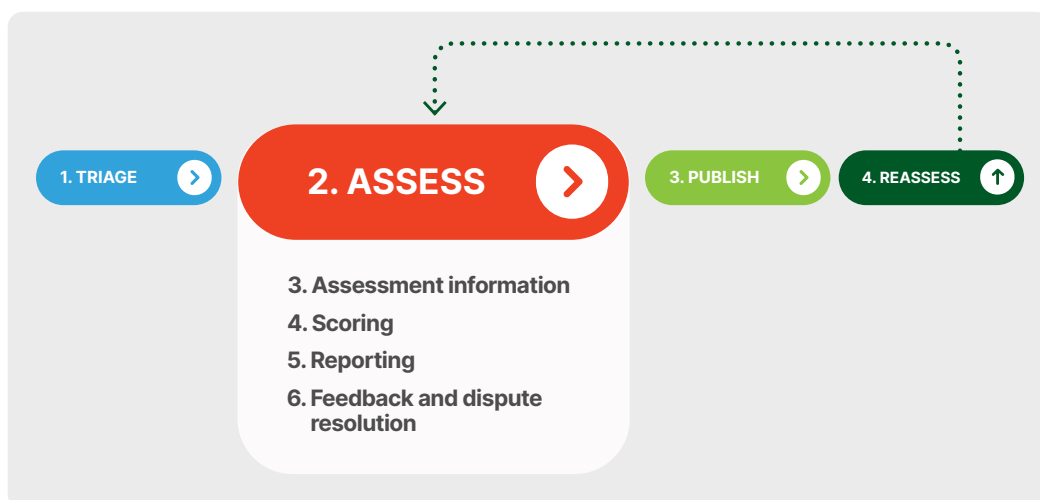 1. TRIAGE
2. ASSESS
3. PUBLISH
4. REASSESS
3. Assessment information
4. Scoring
5. Reporting
6. Feedback and dispute
resolution